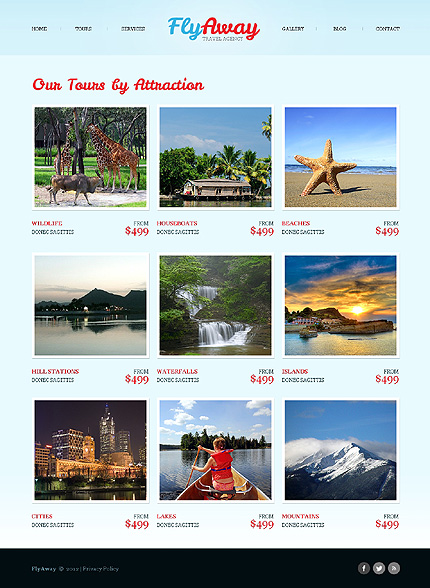 HOME
TOURS
SERVICES
FlyAway
TRAVEL AGENCY
GALLERY
BLOG
CONTACT
Our Tours by Attraction
WILDLIFE
DONEC SAGITTIS
FROM
$499
HOUSEBOATS
DONEC SAGITTIS
FROM
$499
BEACHES
DONEC SAGITTIS
FROM
$499
HILL STATIONS
DONEC SAGITTIS
FROM
$499
WATERFALLS
DONEC SAGITTIS
FROM
$499
ISLANDS
DONEC SAGITTIS
FROM
$499
CITIES
DONEC SAGITTIS
FROM
$499
LAKES
DONEC SAGITTIS
FROM
$499
MOUNTAINS
DONEC SAGITTIS
FROM
$499
FlyAway © 2012 | Privacy Policy